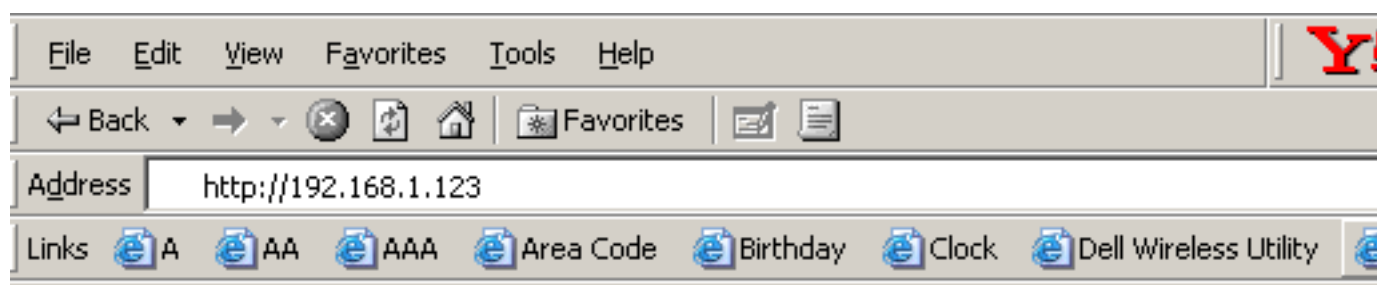 File Edit View Favorites Tools Help Y!
Back Favorites
Address http://192.168.1.123
Links A AA AAA Area Code Birthday Clock Dell Wireless Utility